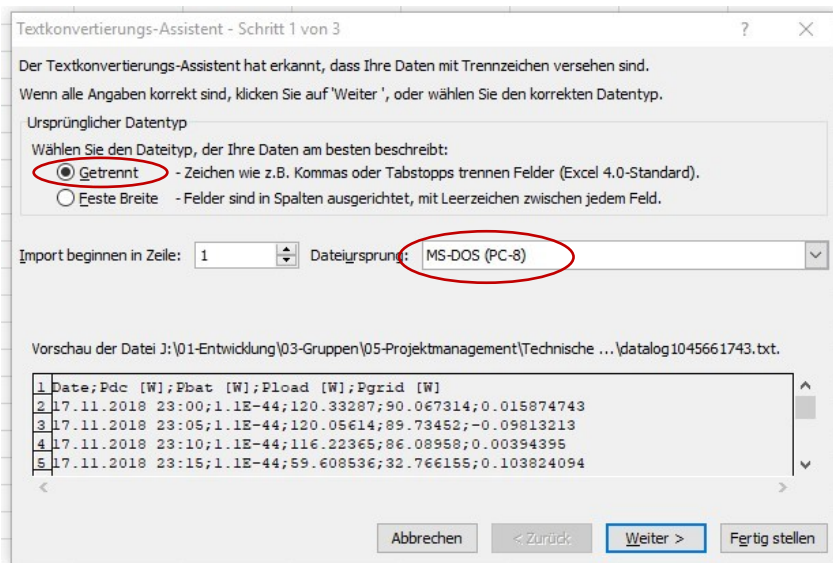 Textkonvertierungs-Assistent - Schritt 1 von 3
Der Textkonvertierungs-Assistent hat erkannt, dass Ihre Daten mit Trennzeichen versehen sind.
Wenn alle Angaben korrekt sind, klicken Sie auf 'Weiter ', oder wählen Sie den korrekten Datentyp.
Ursprünglicher Datentyp
Wählen Sie den Dateityp, der Ihre Daten am besten beschreibt:
Getrennt - Zeichen wie z.B. Kommas oder Tabstopps trennen Felder (Excel 4.0-Standard).
Feste Breite - Felder sind in Spalten ausgerichtet, mit Leerzeichen zwischen jedem Feld.
Import beginnen in Zeile: 1 Dateiursprung: MS-DOS (PC-8)
Vorschau der Datei J:\01-Entwicklung\03-Gruppen\05-Projektmanagement\Technische ...\datalog1045661743.txt.
1 Date;Pdc [W];Pbat [W];Pload [W];Pgrid [W]
2 17.11.2018 23:00;1.1E-44;120.33287;90.067314;0.015874743
3 17.11.2018 23:05;1.1E-44;120.05614;89.73452;-0.09813213
4 17.11.2018 23:10;1.1E-44;116.22365;86.08958;0.00394395
5 17.11.2018 23:15;1.1E-44;59.608536;32.766155;0.103824094
Abbrechen < Zurück Weiter > Fertig stellen